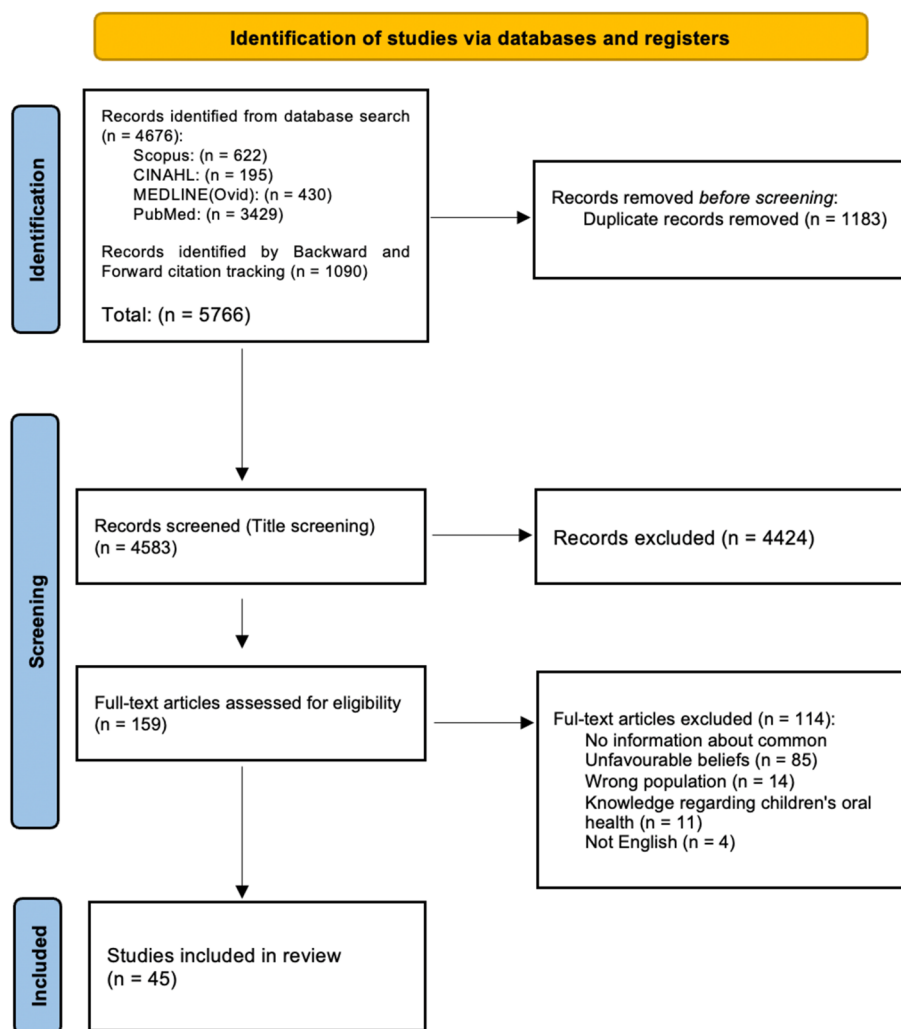 Identification of studies via databases and registers
Identification
Records identified from database search
(n = 4676):
Scopus: (n = 622)
CINAHL: (n = 195)
MEDLINE(Ovid): (n = 430)
PubMed: (n = 3429)
Records identified by Backward and
Forward citation tracking (n = 1090)
Total: (n = 5766)
Records removed before screening:
Duplicate records removed (n = 1183)
Screening
Records screened (Title screening)
(n = 4583)
Records excluded (n = 4424)
Full-text articles assessed for eligibility
(n = 159)
Ful-text articles excluded (n = 114):
No information about common
Unfavourable beliefs (n = 85)
Wrong population (n = 14)
Knowledge regarding children's oral
health (n = 11)
Not English (n = 4)
Included
Studies included in review
(n = 45)